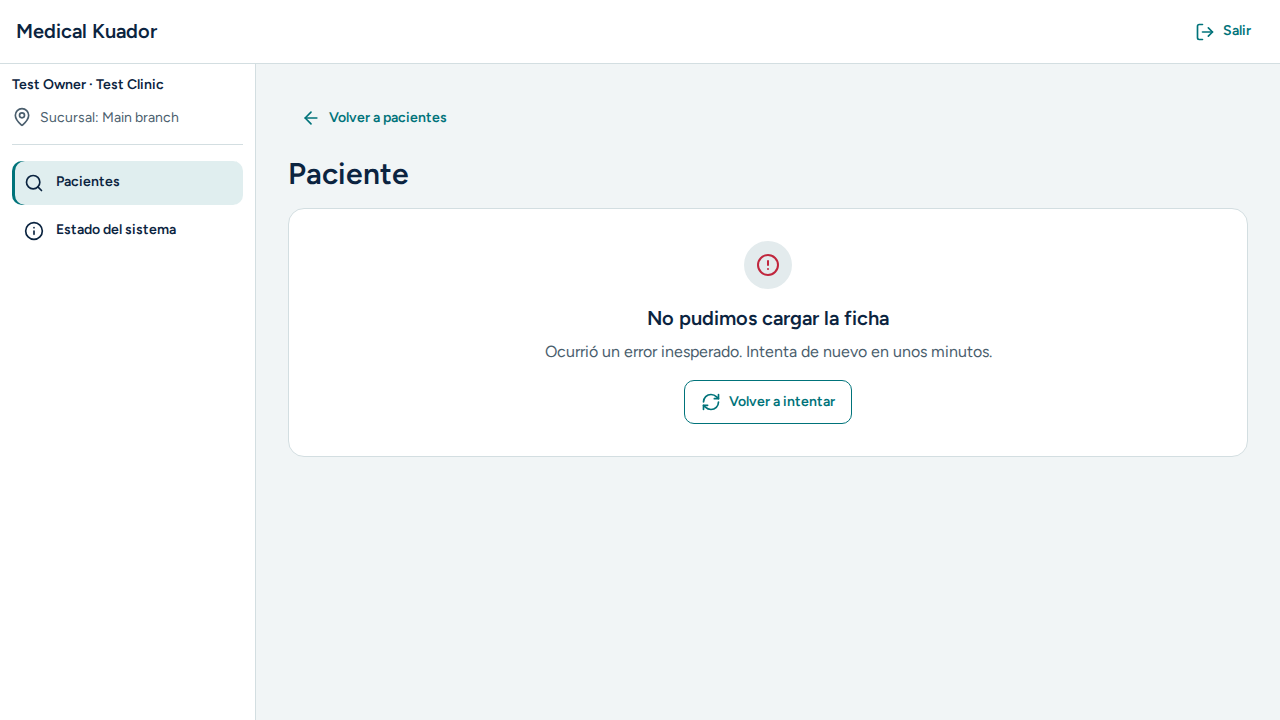 Medical Kuador
Salir
Test Owner · Test Clinic
Sucursal: Main branch
Pacientes
Estado del sistema
Volver a pacientes
Paciente
No pudimos cargar la ficha
Ocurrió un error inesperado. Intenta de nuevo en unos minutos.
Volver a intentar